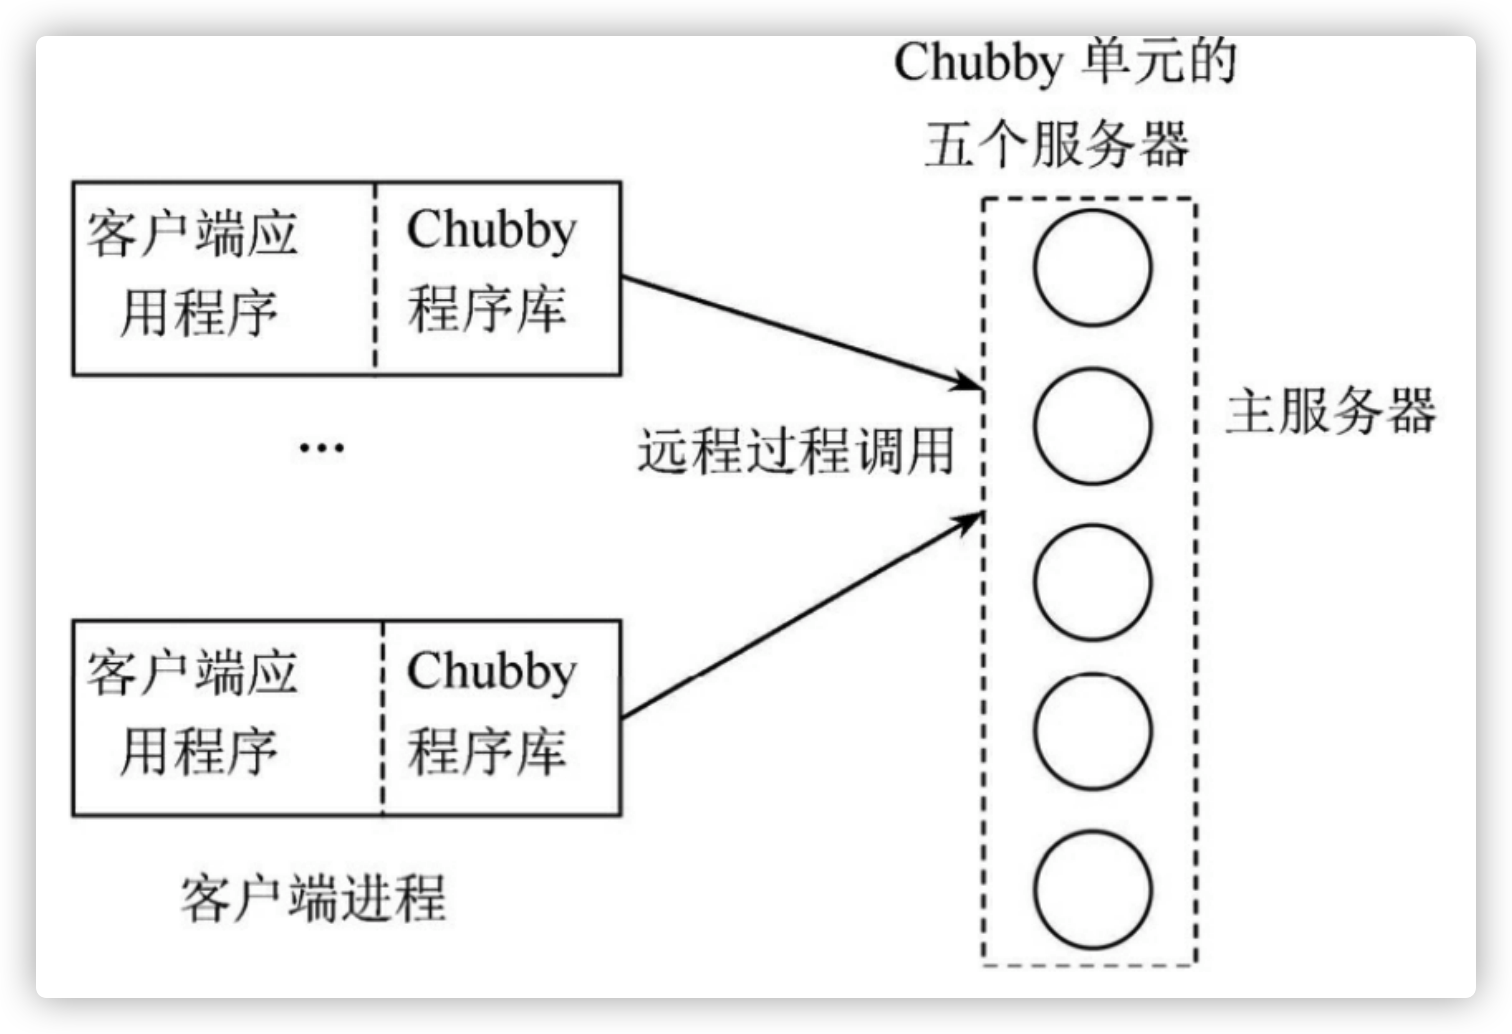 Chubby 单元的
五个服务器
客户端应
用程序
Chubby
程序库
主服务器
...
远程过程调用
客户端应
用程序
Chubby
程序库
客户端进程